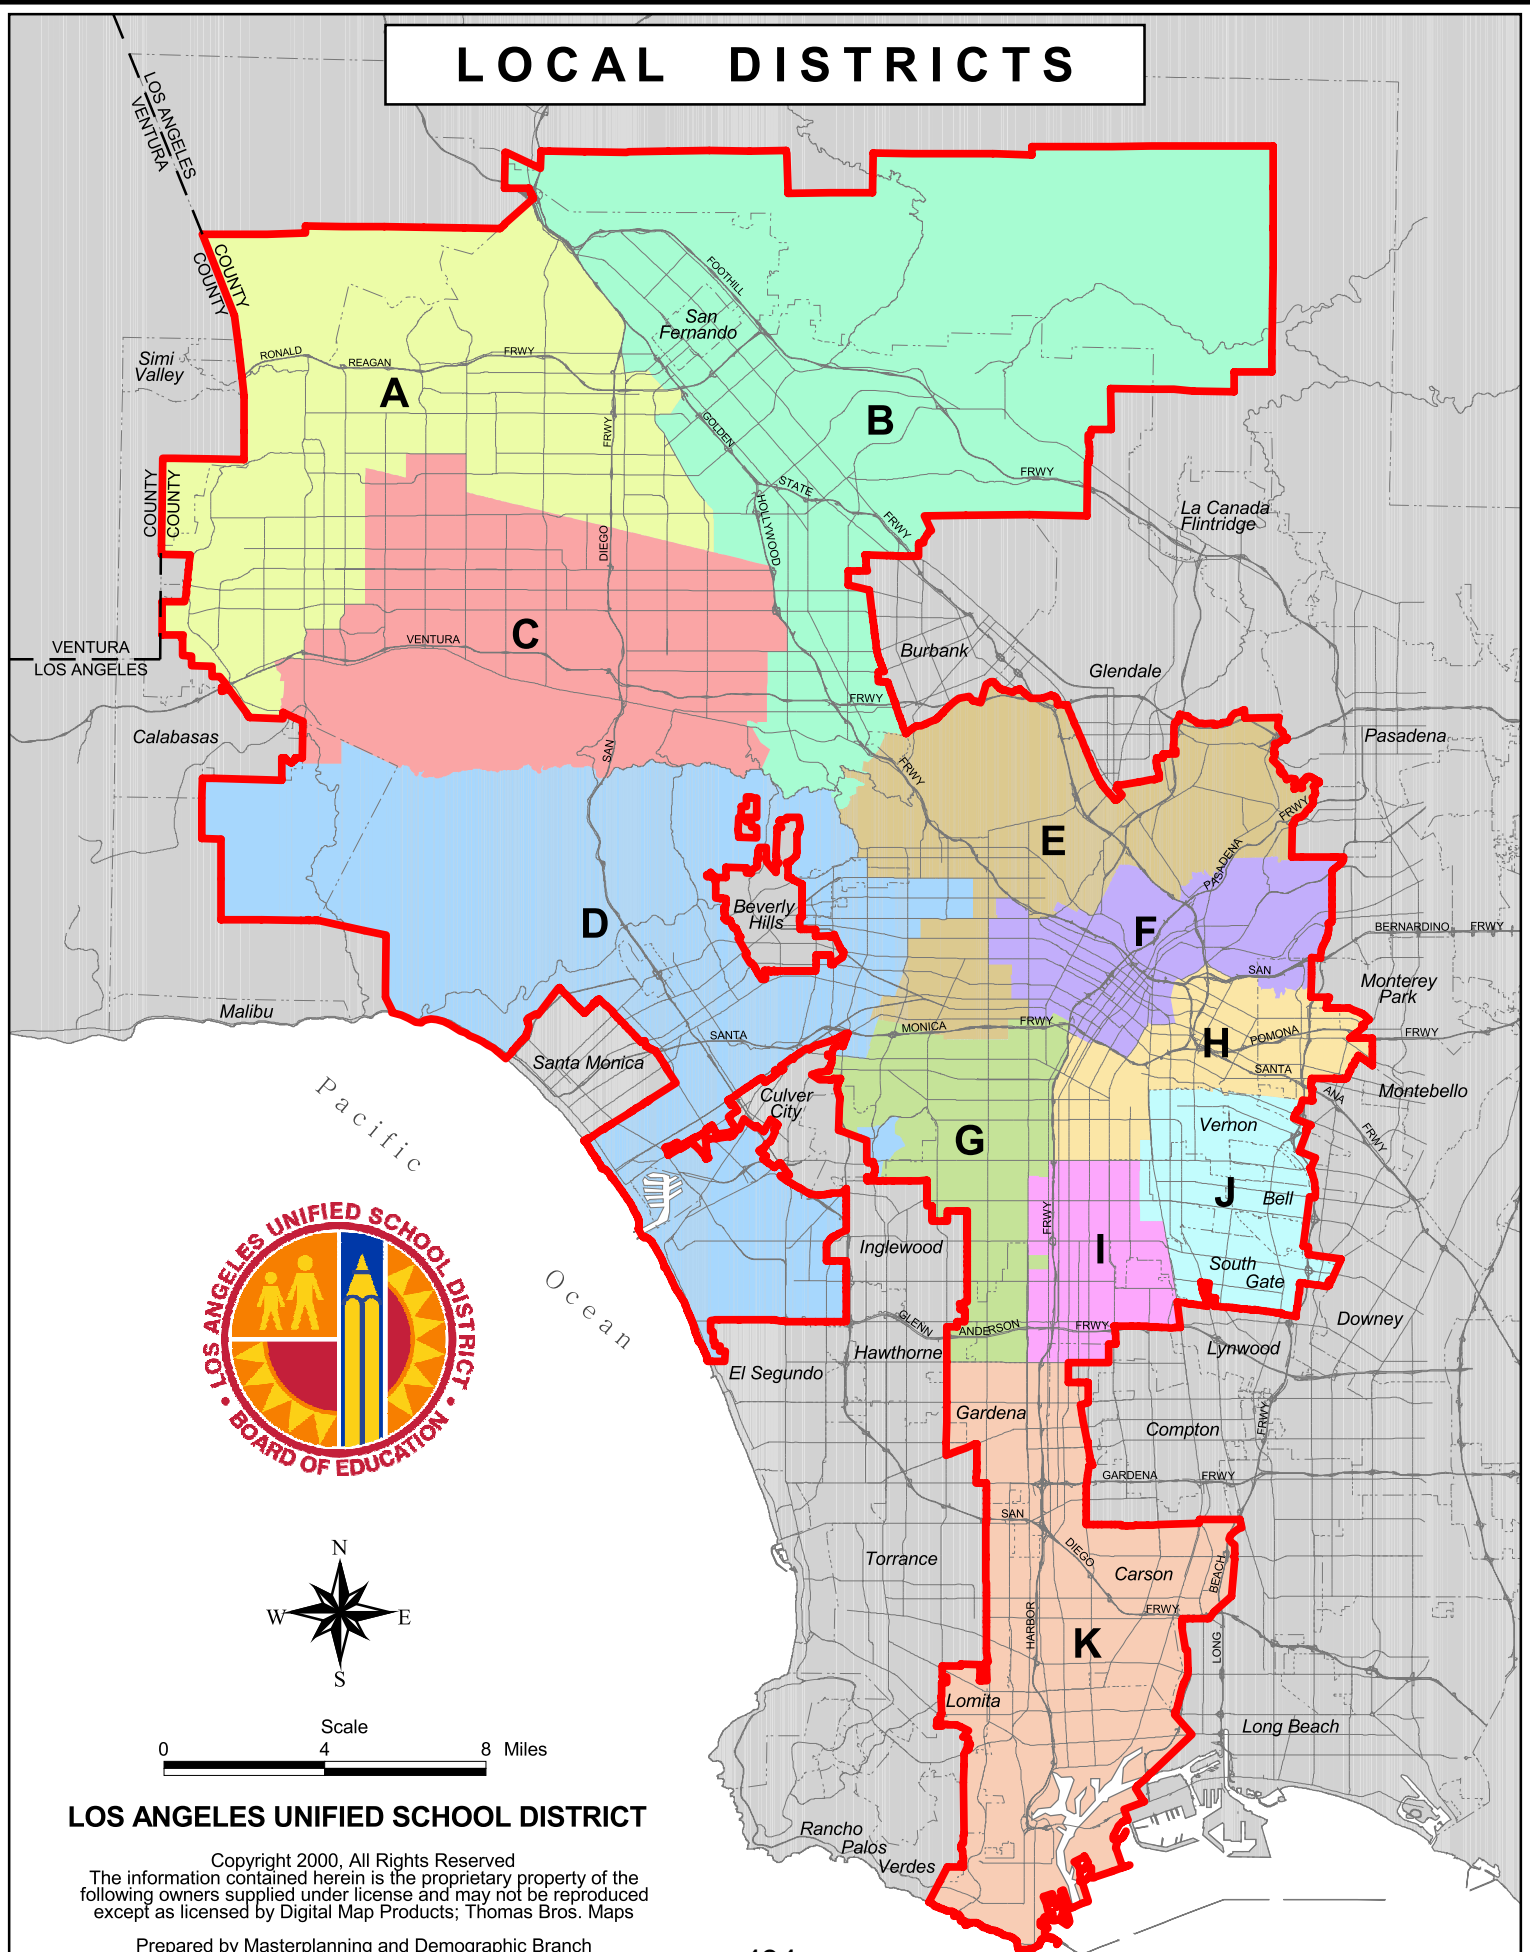 LOCAL DISTRICTS
LOS ANGELES
VENTURA
COUNTY
COUNTY
FOOTHILL
San
Fernando
Simi
Valley
RONALD
REAGAN
FRWY
A
B
GOLDEN
FRWY
STATE
FRWY
FRWY
COUNTY
COUNTY
HOLLYWOOD
DIEGO
La Canada
Flintridge
C
VENTURA
FRWY
Burbank
Glendale
VENTURA
LOS ANGELES
Calabasas
SAN
FRWY
Pasadena
FRWY
E
PASADENA
Beverly
Hills
D
F
BERNARDINO FRWY
SAN
Monterey
Park
Malibu
SANTA
MONICA
FRWY
H
POMONA
FRWY
Santa Monica
SANTA
ANA
FRWY
Culver
City
Montebello
Pacific
Ocean
G
Vernon
J
Bell
FRWY
I
Inglewood
South
Gate
GLENN
ANDERSON
FRWY
Downey
Hawthorne
Lynwood
El Segundo
Gardena
Compton
FRWY
GARDENA
FRWY
SAN
DIEGO
FRWY
Torrance
Carson
BEACH
LONG
HARBOR
K
Lomita
Long Beach
Rancho
Palos
Verdes
LOS ANGELES UNIFIED SCHOOL DISTRICT
BOARD OF EDUCATION
N
W E
S
Scale
0 4 8 Miles
LOS ANGELES UNIFIED SCHOOL DISTRICT
Copyright 2000, All Rights Reserved
The information contained herein is the proprietary property of the
following owners supplied under license and may not be reproduced
except as licensed by Digital Map Products; Thomas Bros. Maps
Prepared by Masterplanning and Demographic Branch